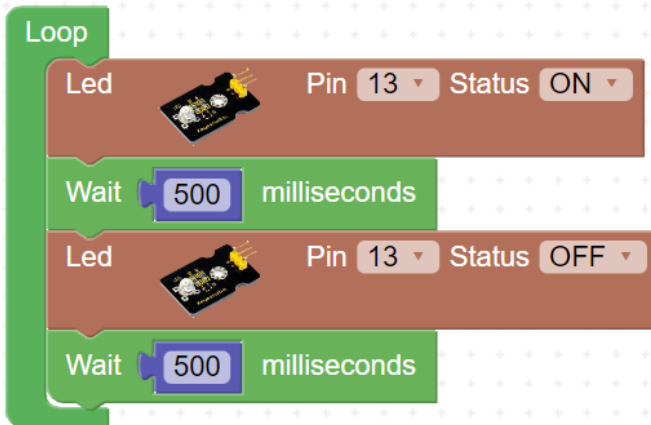 Loop
Led Pin 13 Status ON
Wait 500 milliseconds
Led Pin 13 Status OFF
Wait 500 milliseconds